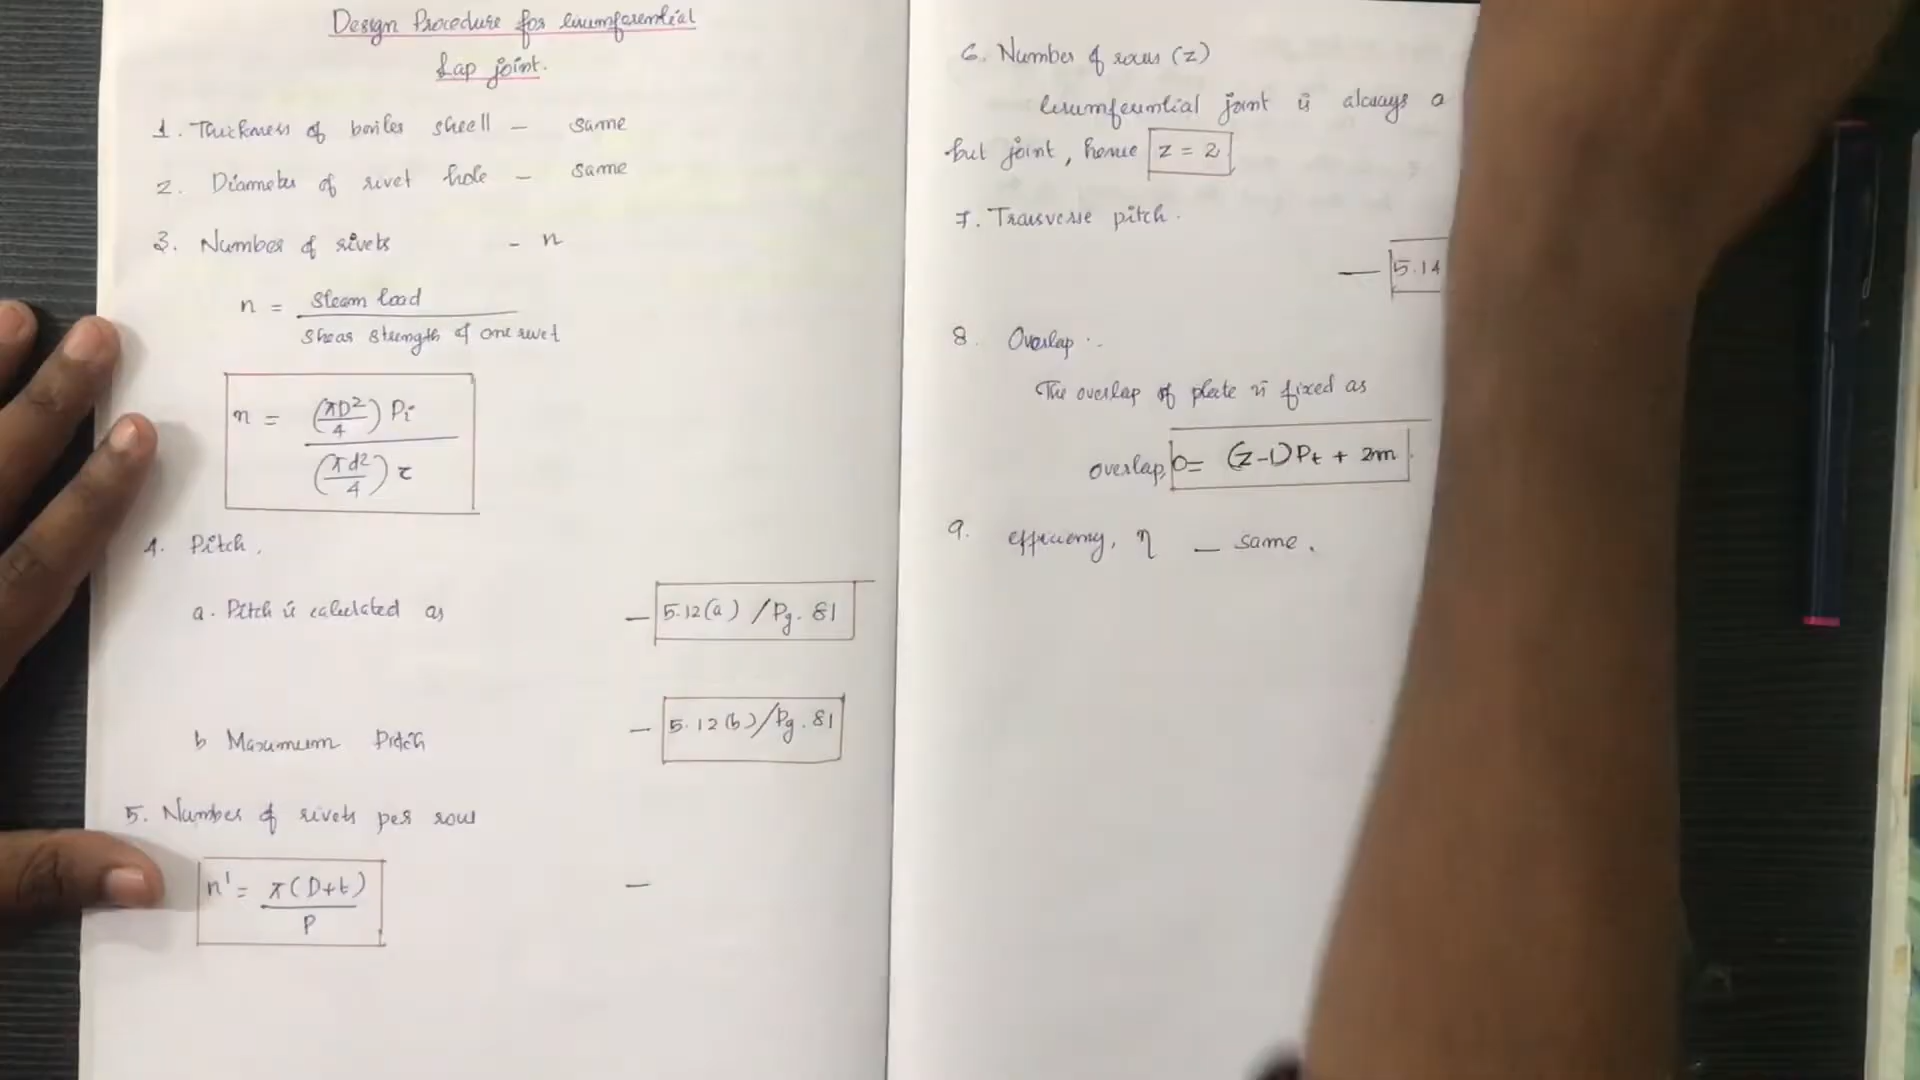 Design Procedure for circumferential
Lap joint.
1. Thickness of boiler shell - same
2. Diameter of rivet hole - same
3. Number of rivets - n
n = Steam load / Shear strength of one rivet
n = (πD²/4) Pi / (πd²/4) τ
4. Pitch.
a. Pitch is calculated as - 5.12(a) /Pg. 81
b Maximum Pitch - 5.12(b)/Pg. 81
5. Number of rivets per row
n' = π(D+t) / P -
6. Number of rows (z)
Circumferential joint is always a
but joint, hence z = 2
7. Transverse pitch.
- 5.14
8. Overlap :-
The overlap of plate is fixed as
overlap, O = (z-1)Pt + 2m
9. efficiency, η - same.